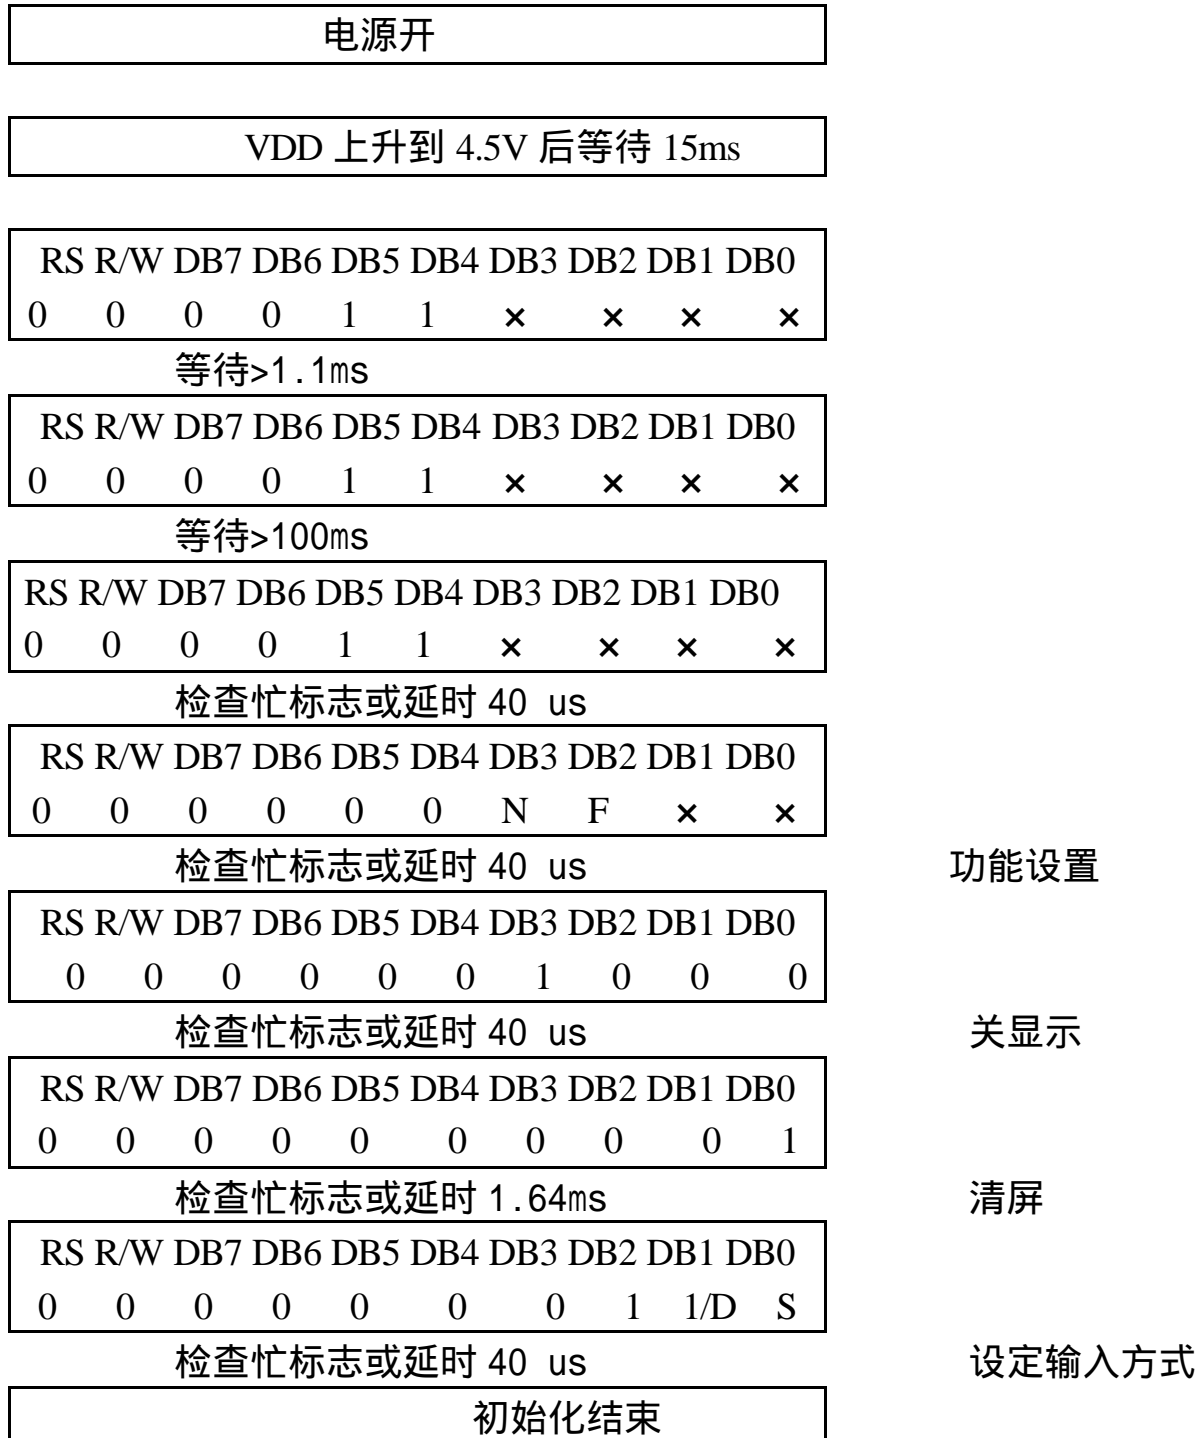 电源开
VDD 上升到 4.5V 后等待 15ms
RS R/W DB7 DB6 DB5 DB4 DB3 DB2 DB1 DB0
0 0 0 0 1 1 × × × ×
等待>1.1ms
RS R/W DB7 DB6 DB5 DB4 DB3 DB2 DB1 DB0
0 0 0 0 1 1 × × × ×
等待>100ms
RS R/W DB7 DB6 DB5 DB4 DB3 DB2 DB1 DB0
0 0 0 0 1 1 × × × ×
检查忙标志或延时 40 us
RS R/W DB7 DB6 DB5 DB4 DB3 DB2 DB1 DB0
0 0 0 0 0 0 N F × ×
检查忙标志或延时 40 us 功能设置
RS R/W DB7 DB6 DB5 DB4 DB3 DB2 DB1 DB0
0 0 0 0 0 0 1 0 0 0
检查忙标志或延时 40 us 关显示
RS R/W DB7 DB6 DB5 DB4 DB3 DB2 DB1 DB0
0 0 0 0 0 0 0 0 0 1
检查忙标志或延时 1.64ms 清屏
RS R/W DB7 DB6 DB5 DB4 DB3 DB2 DB1 DB0
0 0 0 0 0 0 0 1 1/D S
检查忙标志或延时 40 us 设定输入方式
初始化结束